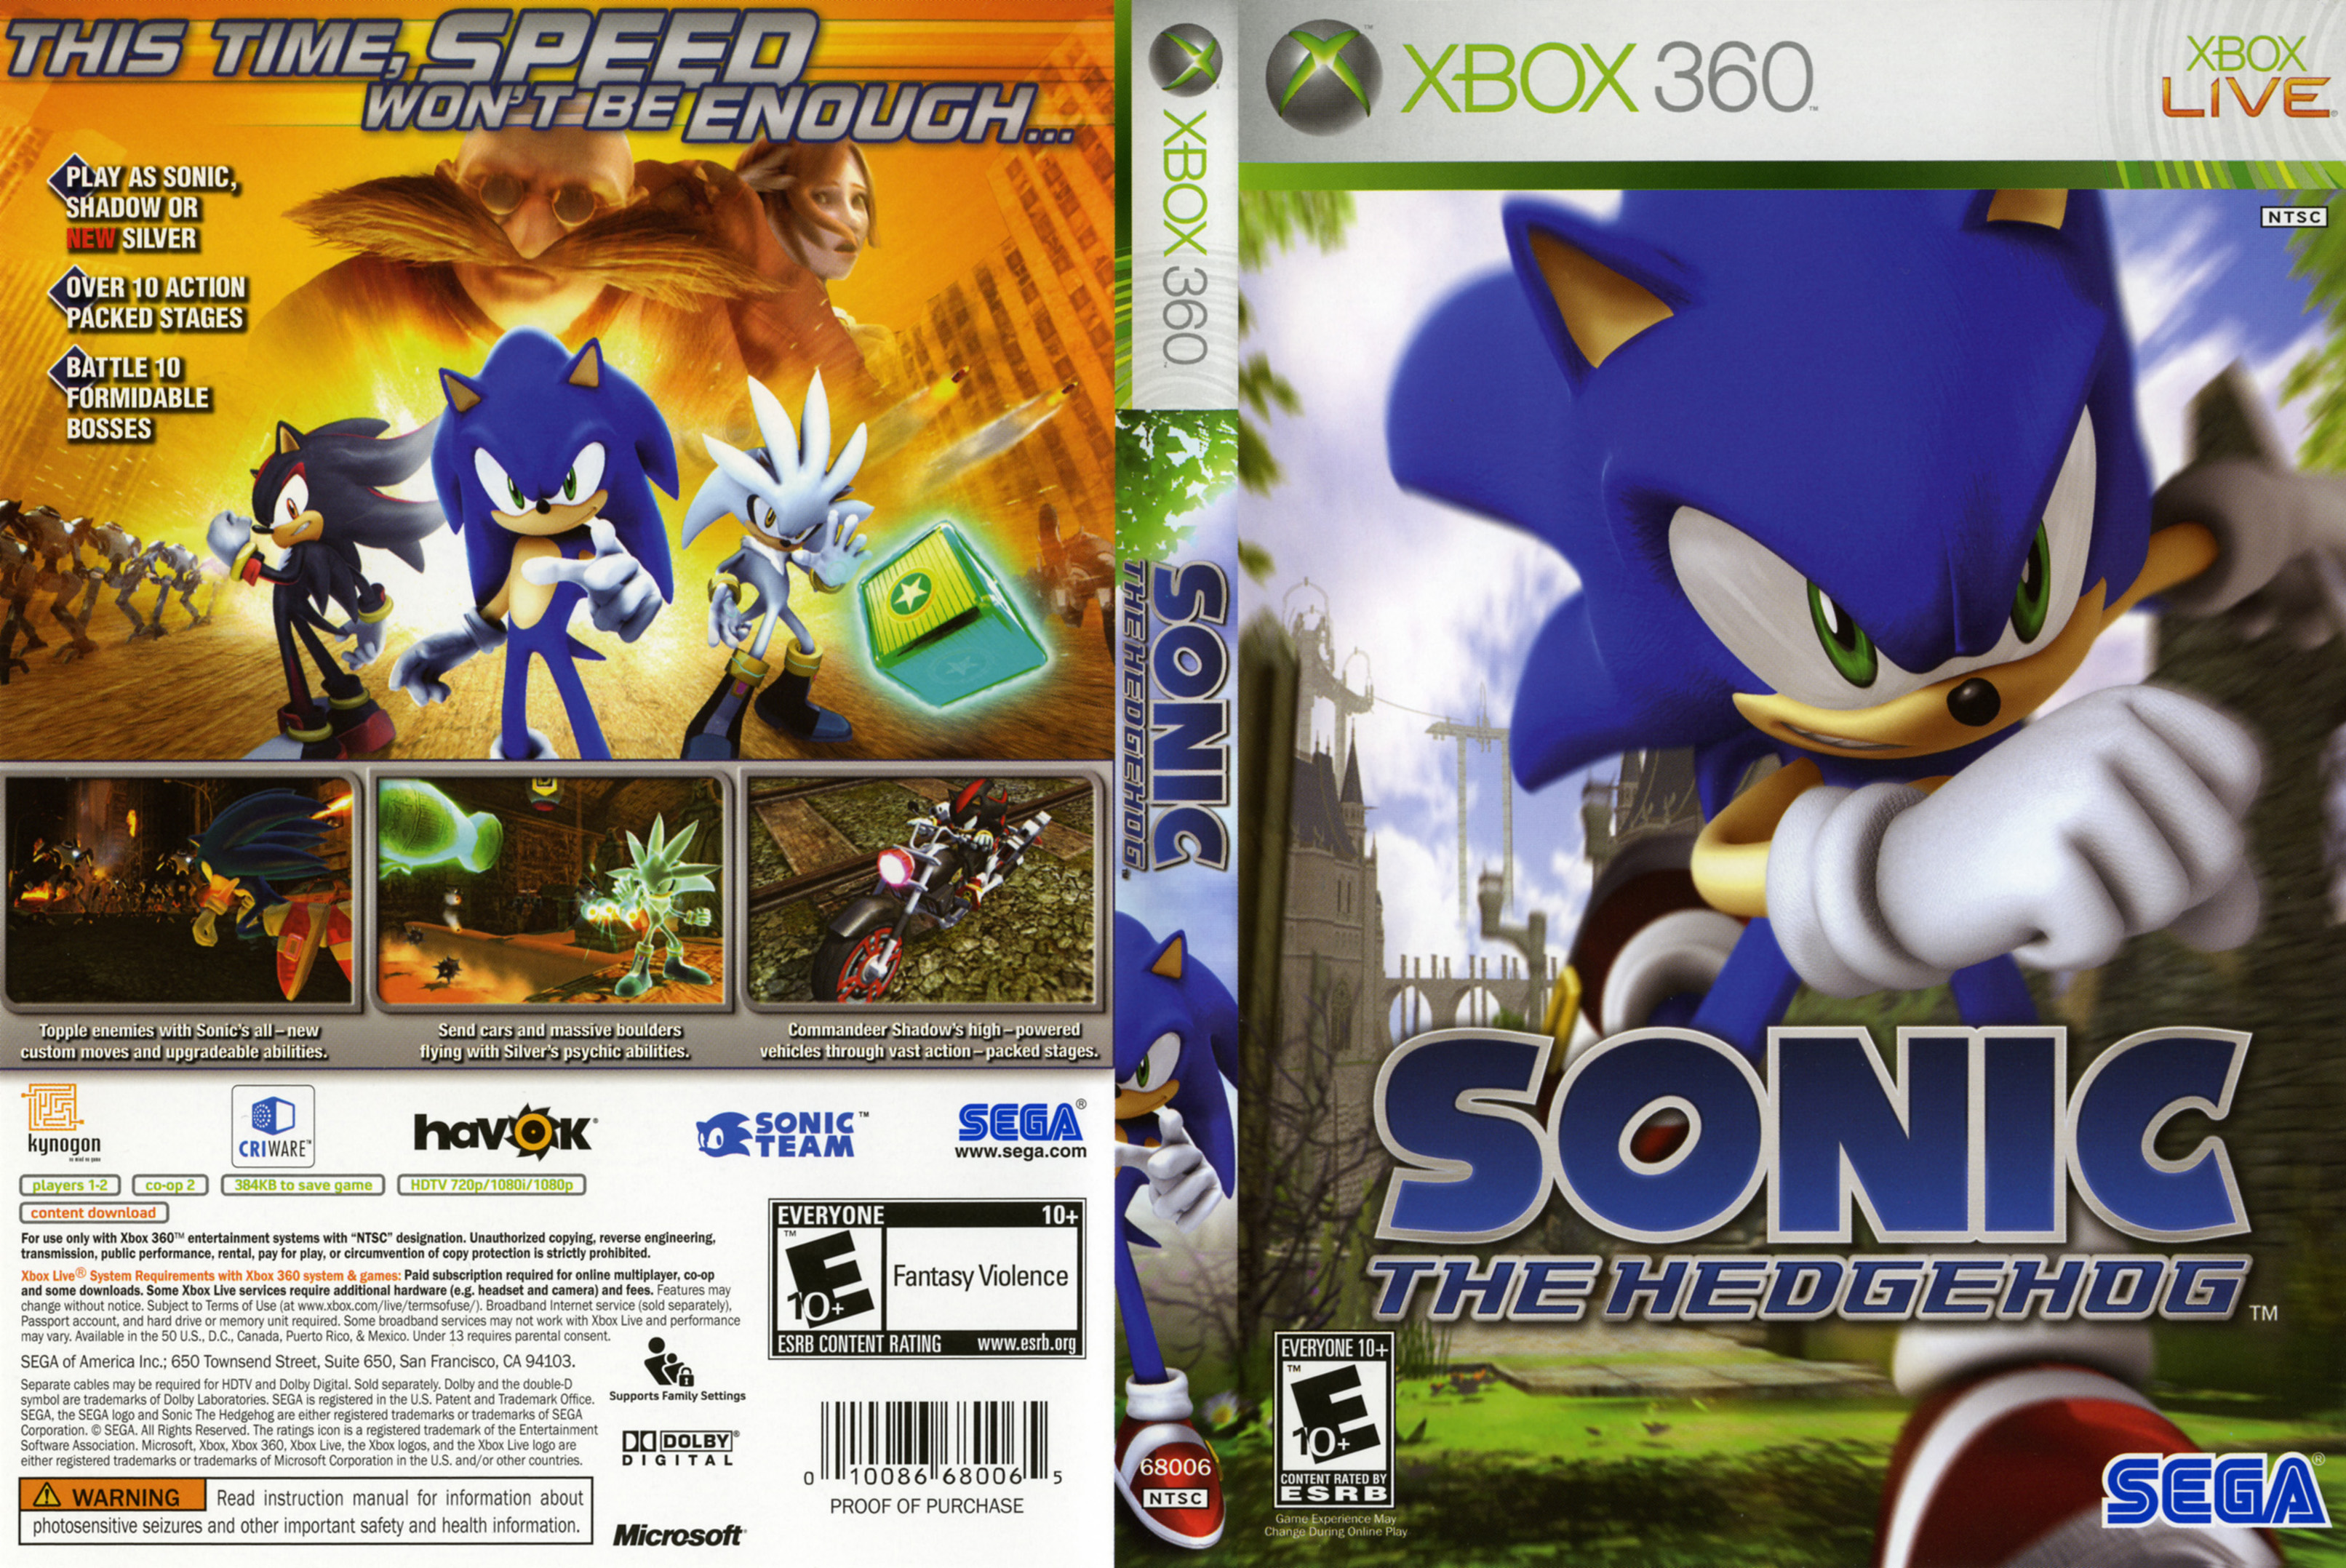 THIS TIME, SPEED
WON'T BE ENOUGH...
PLAY AS SONIC,
SHADOW OR
NEW SILVER
OVER 10 ACTION
PACKED STAGES
BATTLE 10
FORMIDABLE
BOSSES
Topple enemies with Sonic's all-new
custom moves and upgradeable abilities.
Send cars and massive boulders
flying with Silver's psychic abilities.
Commandeer Shadow's high-powered
vehicles through vast action-packed stages.
kynogon
CRIWARE™
havok®
SONIC
TEAM™
SEGA®
www.sega.com
players 1-2
co-op 2
384KB to save game
HDTV 720p/1080i/1080p
content download
For use only with Xbox 360™ entertainment systems with “NTSC” designation. Unauthorized copying, reverse engineering,
transmission, public performance, rental, pay for play, or circumvention of copy protection is strictly prohibited.
Xbox Live® System Requirements with Xbox 360 system & games: Paid subscription required for online multiplayer, co-op
and some downloads. Some Xbox Live services require additional hardware (e.g. headset and camera) and fees. Features may
change without notice. Subject to Terms of Use (at www.xbox.com/live/termsofuse/). Broadband Internet service (sold separately),
Passport account, and hard drive or memory unit required. Some broadband services may not work with Xbox Live and performance
may vary. Available in the 50 U.S., D.C., Canada, Puerto Rico, & Mexico. Under 13 requires parental consent.
SEGA of America Inc.; 650 Townsend Street, Suite 650, San Francisco, CA 94103.
Separate cables may be required for HDTV and Dolby Digital. Sold separately. Dolby and the double-D
symbol are trademarks of Dolby Laboratories. SEGA is registered in the U.S. Patent and Trademark Office.
SEGA, the SEGA logo and Sonic The Hedgehog are either registered trademarks or trademarks of SEGA
Corporation. © SEGA. All Rights Reserved. The ratings icon is a registered trademark of the Entertainment
Software Association. Microsoft, Xbox, Xbox 360, Xbox Live, the Xbox logos, and the Xbox Live logo are
either registered trademarks or trademarks of Microsoft Corporation in the U.S. and/or other countries.
WARNING Read instruction manual for information about
photosensitive seizures and other important safety and health information.
Supports Family Settings
DOLBY®
DIGITAL
Microsoft®
EVERYONE 10+
E™
10+
Fantasy Violence
ESRB CONTENT RATING www.esrb.org
0 10086 68006 5
PROOF OF PURCHASE
XBOX 360™
SONIC
THE HEDGEHOG™
68006
NTSC
XBOX 360™
XBOX
LIVE®
NTSC
SONIC
THE HEDGEHOG™
EVERYONE 10+
E™
10+
CONTENT RATED BY
ESRB
Game Experience May
Change During Online Play
SEGA®